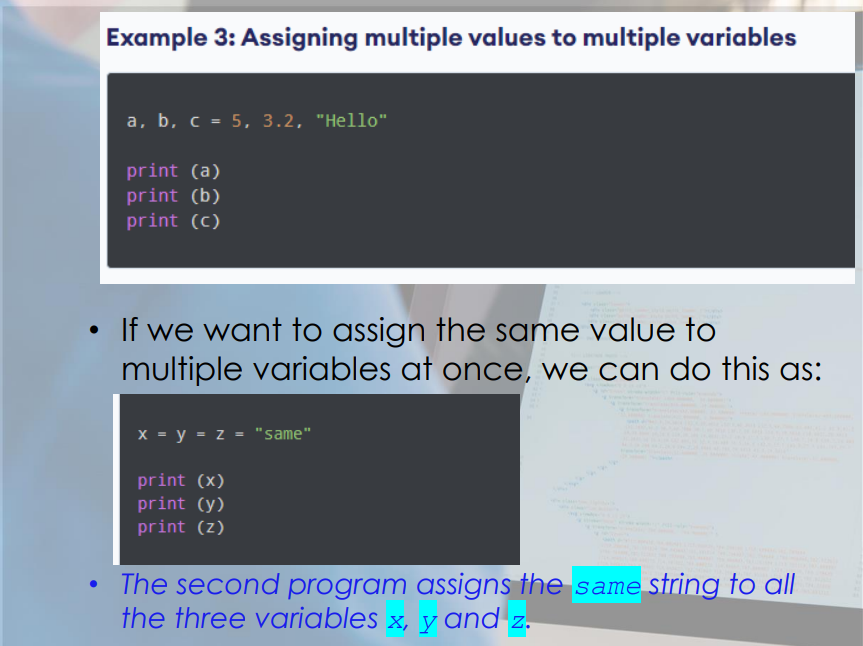 Example 3: Assigning multiple values to multiple variables
a, b, c = 5, 3.2, "Hello"
print (a)
print (b)
print (c)
• If we want to assign the same value to
multiple variables at once, we can do this as:
x = y = z = "same"
print (x)
print (y)
print (z)
• The second program assigns the same string to all
the three variables x, y and z.